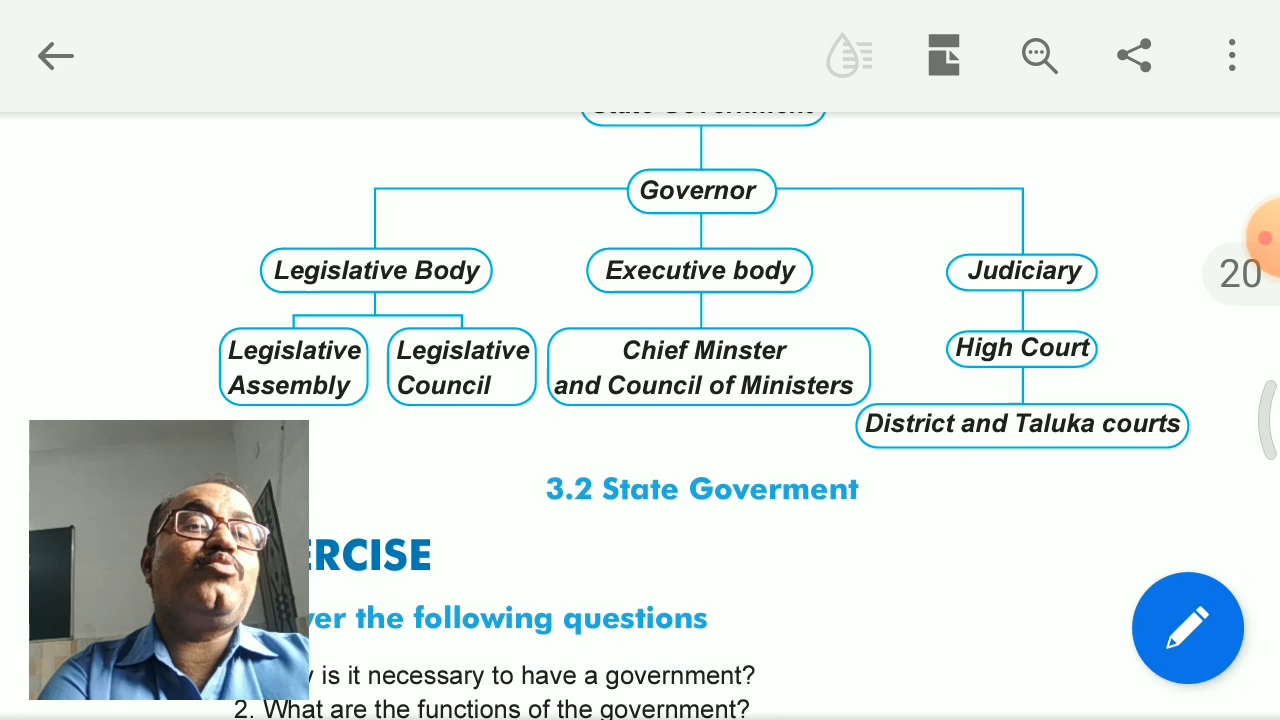 State Government
Governor
Legislative Body
Executive body
Judiciary
Legislative
Assembly
Legislative
Council
Chief Minster
and Council of Ministers
High Court
District and Taluka courts
20
3.2 State Goverment
ERCISE
ver the following questions
y is it necessary to have a government?
2. What are the functions of the government?